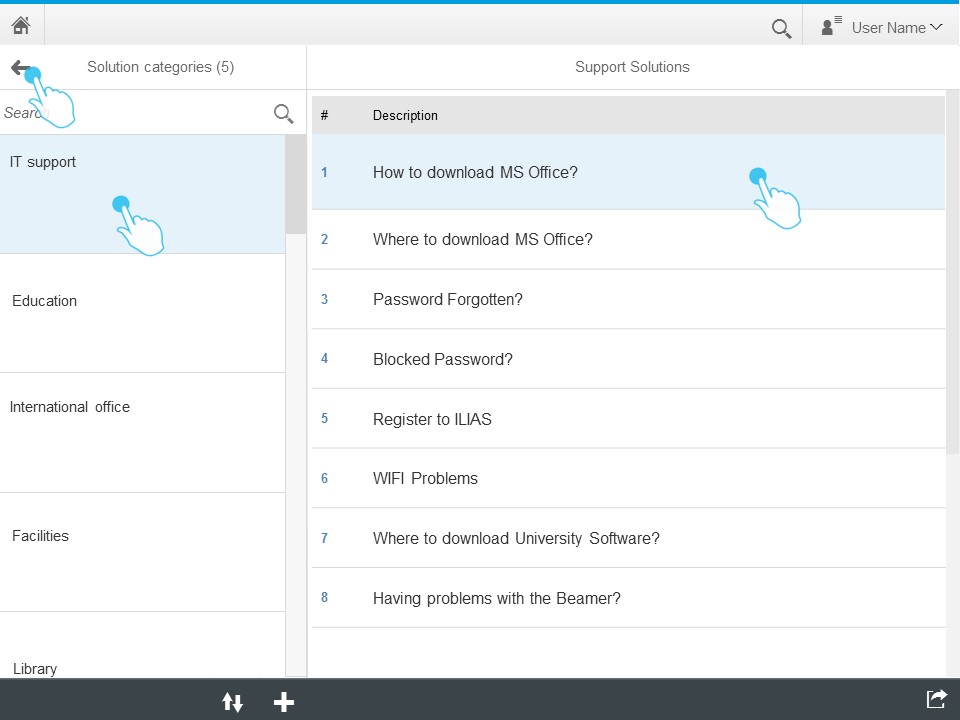 User Name
Solution categories (5)
Support Solutions
Search
# Description
IT support
Education
International office
Facilities
Library
1 How to download MS Office?
2 Where to download MS Office?
3 Password Forgotten?
4 Blocked Password?
5 Register to ILIAS
6 WIFI Problems
7 Where to download University Software?
8 Having problems with the Beamer?